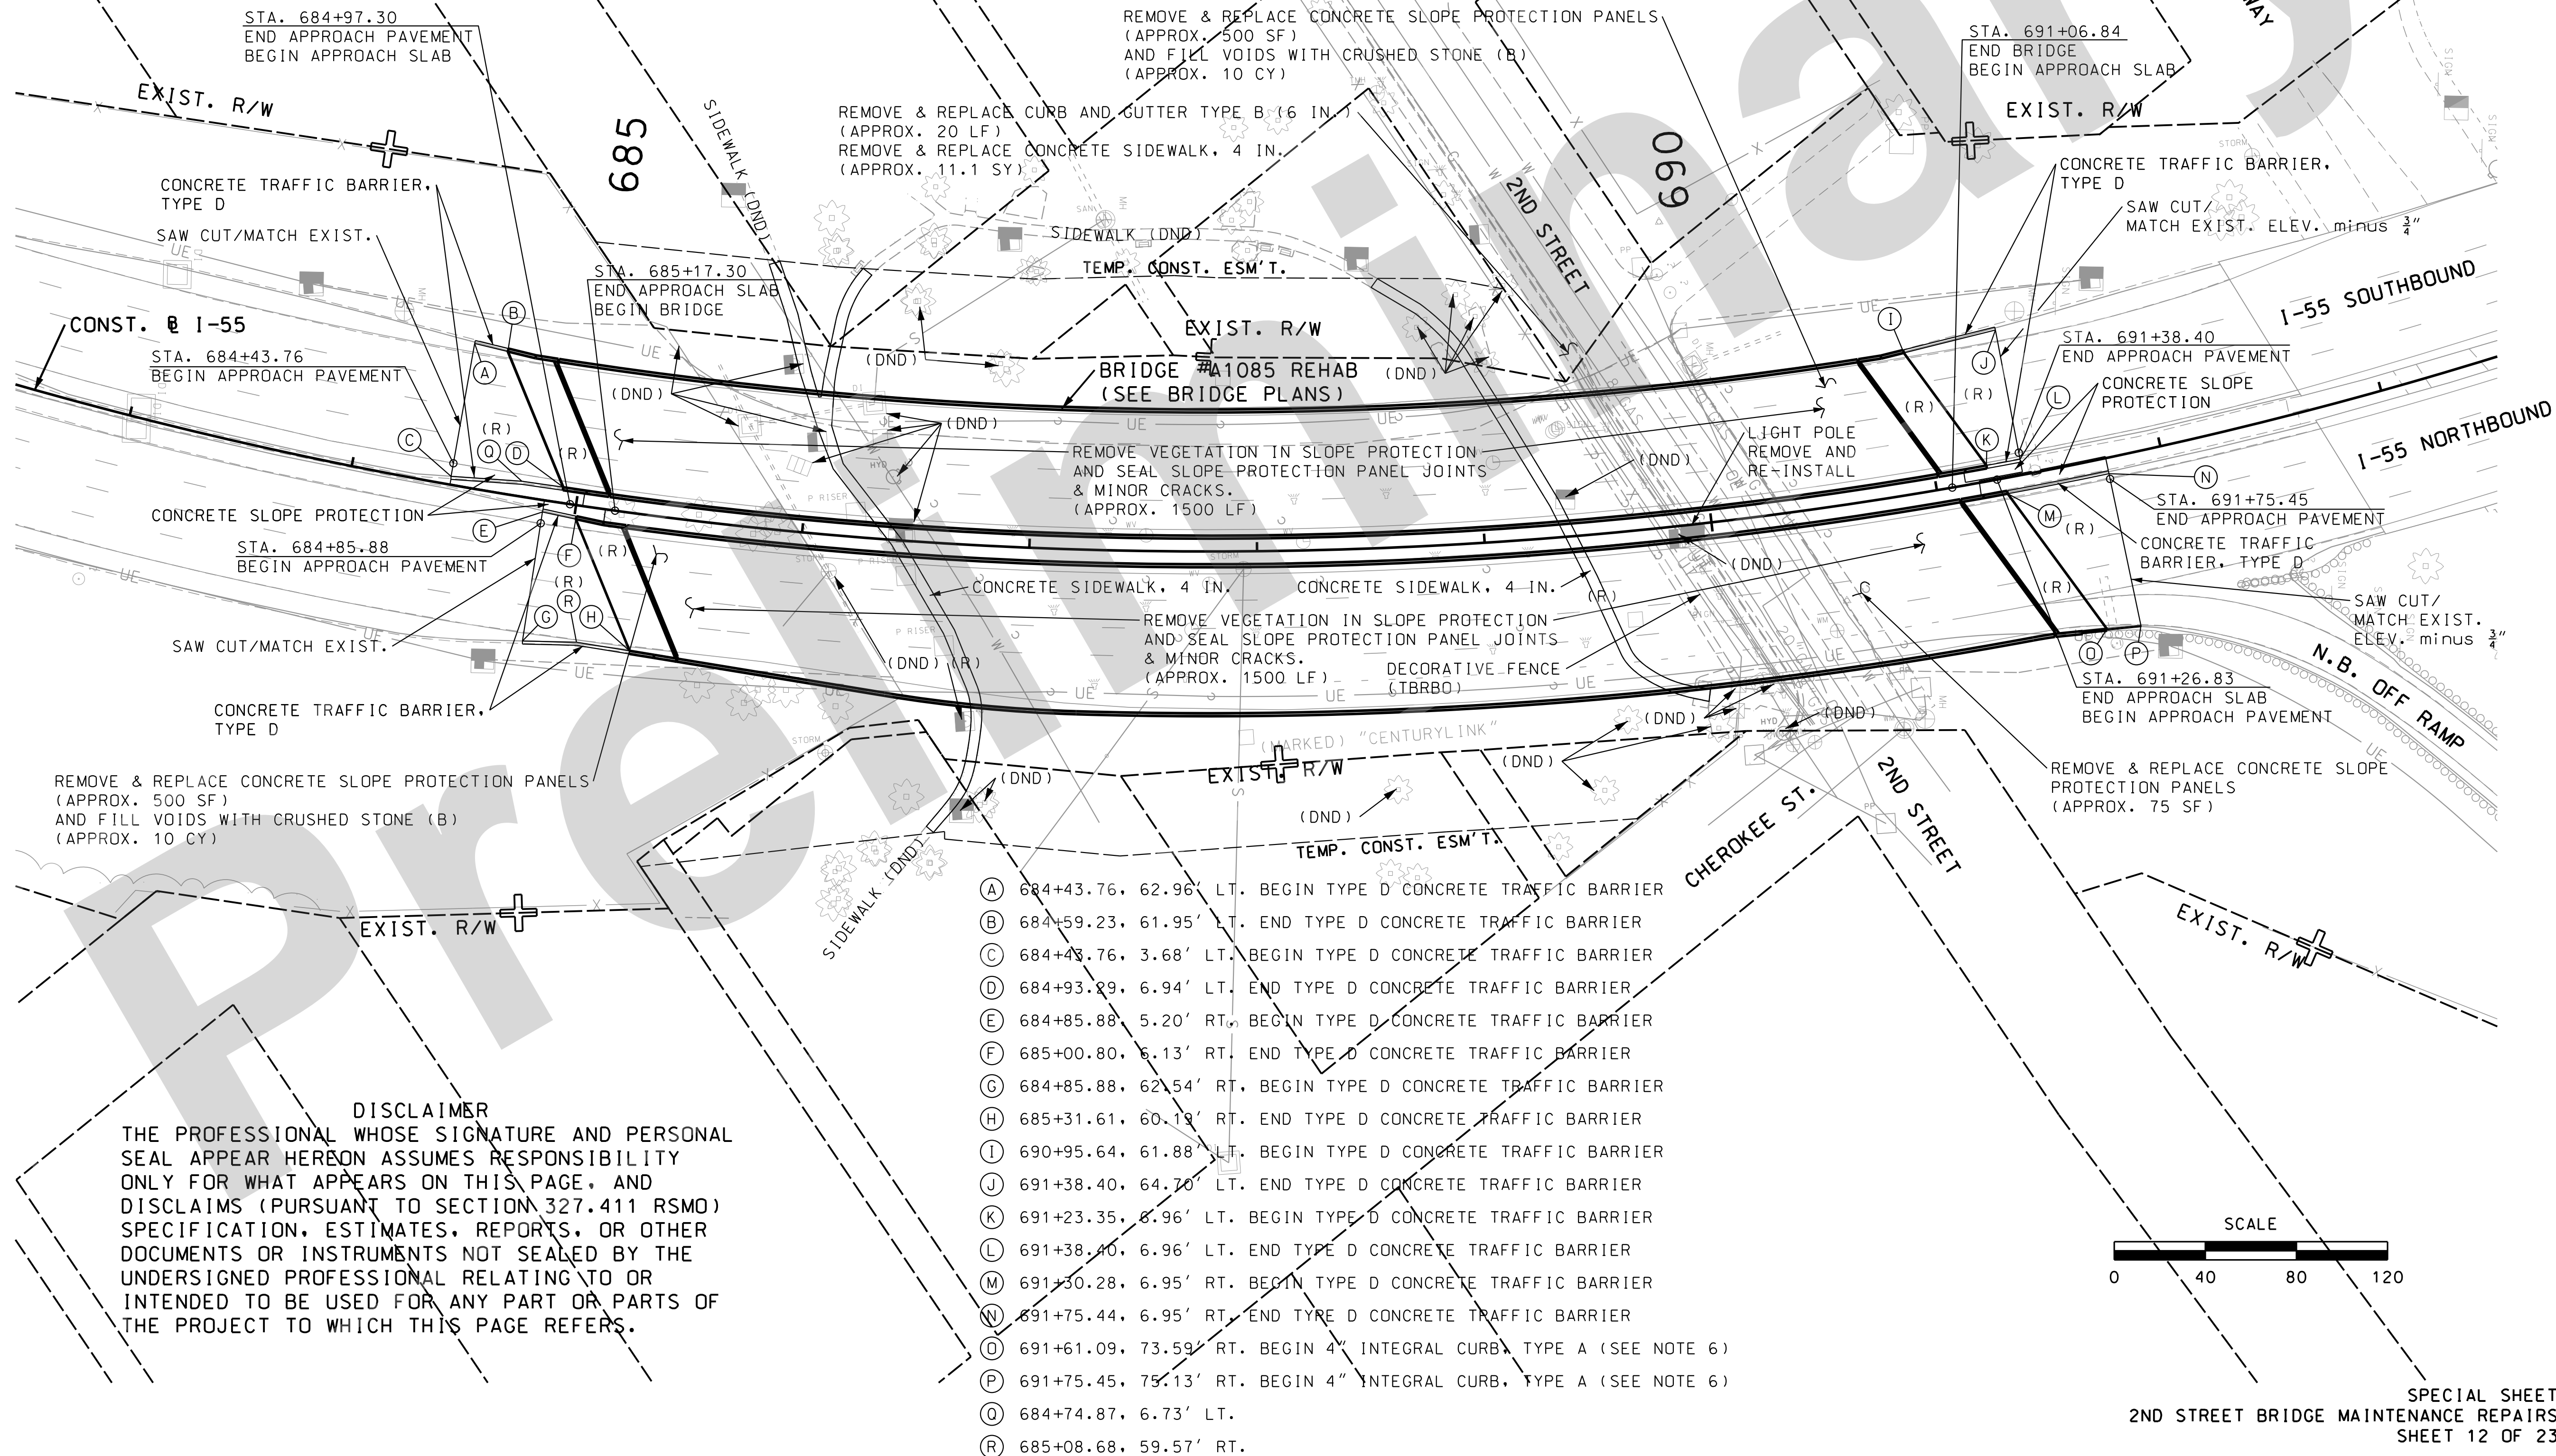 STA. 684+97.30
END APPROACH PAVEMENT
BEGIN APPROACH SLAB
REMOVE & REPLACE CONCRETE SLOPE PROTECTION PANELS
(APPROX. 500 SF)
AND FILL VOIDS WITH CRUSHED STONE (B)
(APPROX. 10 CY)
STA. 691+06.84
END BRIDGE
BEGIN APPROACH SLAB
WAY
EXIST. R/W
685
SIDEWALK (DND)
REMOVE & REPLACE CURB AND GUTTER TYPE B (6 IN.)
(APPROX. 20 LF)
REMOVE & REPLACE CONCRETE SIDEWALK, 4 IN.
(APPROX. 11.1 SY)
2ND STREET
690
EXIST. R/W
CONCRETE TRAFFIC BARRIER,
TYPE D
SAW CUT/
MATCH EXIST. ELEV. minus 3/4"
CONCRETE TRAFFIC BARRIER,
TYPE D
SAW CUT/MATCH EXIST.
SIDEWALK (DND)
TEMP. CONST. ESM'T.
STA. 685+17.30
END APPROACH SLAB
BEGIN BRIDGE
EXIST. R/W
I-55 SOUTHBOUND
CONST. ℄ I-55
STA. 684+43.76
BEGIN APPROACH PAVEMENT
BRIDGE #A1085 REHAB
(SEE BRIDGE PLANS)
STA. 691+38.40
END APPROACH PAVEMENT
CONCRETE SLOPE
PROTECTION
I-55 NORTHBOUND
(DND)
(DND)
(DND)
(DND)
(DND)
REMOVE VEGETATION IN SLOPE PROTECTION
AND SEAL SLOPE PROTECTION PANEL JOINTS
& MINOR CRACKS.
(APPROX. 1500 LF)
LIGHT POLE
REMOVE AND
RE-INSTALL
STA. 691+75.45
END APPROACH PAVEMENT
CONCRETE TRAFFIC
BARRIER, TYPE D
CONCRETE SLOPE PROTECTION
STA. 684+85.88
BEGIN APPROACH PAVEMENT
(DND)
CONCRETE SIDEWALK, 4 IN.
CONCRETE SIDEWALK, 4 IN.
REMOVE VEGETATION IN SLOPE PROTECTION
AND SEAL SLOPE PROTECTION PANEL JOINTS
& MINOR CRACKS.
(APPROX. 1500 LF)
DECORATIVE FENCE
(TBRBO)
SAW CUT/
MATCH EXIST.
ELEV. minus 3/4"
SAW CUT/MATCH EXIST.
(DND) (R)
N.B. OFF RAMP
CONCRETE TRAFFIC BARRIER,
TYPE D
STA. 691+26.83
END APPROACH SLAB
BEGIN APPROACH PAVEMENT
(DND)
(DND)
(MARKED) "CENTURYLINK"
EXIST. R/W
(DND)
(DND)
(DND)
REMOVE & REPLACE CONCRETE SLOPE PROTECTION PANELS
(APPROX. 500 SF)
AND FILL VOIDS WITH CRUSHED STONE (B)
(APPROX. 10 CY)
REMOVE & REPLACE CONCRETE SLOPE
PROTECTION PANELS
(APPROX. 75 SF)
CHEROKEE ST.
2ND STREET
TEMP. CONST. ESM'T.
SIDEWALK (DND)
EXIST. R/W
EXIST. R/W
A 684+43.76, 62.96' LT. BEGIN TYPE D CONCRETE TRAFFIC BARRIER
B 684+59.23, 61.95' LT. END TYPE D CONCRETE TRAFFIC BARRIER
C 684+43.76, 3.68' LT. BEGIN TYPE D CONCRETE TRAFFIC BARRIER
D 684+93.29, 6.94' LT. END TYPE D CONCRETE TRAFFIC BARRIER
E 684+85.88, 5.20' RT. BEGIN TYPE D CONCRETE TRAFFIC BARRIER
F 685+00.80, 6.13' RT. END TYPE D CONCRETE TRAFFIC BARRIER
G 684+85.88, 62.54' RT. BEGIN TYPE D CONCRETE TRAFFIC BARRIER
H 685+31.61, 60.19' RT. END TYPE D CONCRETE TRAFFIC BARRIER
I 690+95.64, 61.88' LT. BEGIN TYPE D CONCRETE TRAFFIC BARRIER
J 691+38.40, 64.70' LT. END TYPE D CONCRETE TRAFFIC BARRIER
K 691+23.35, 6.96' LT. BEGIN TYPE D CONCRETE TRAFFIC BARRIER
L 691+38.40, 6.96' LT. END TYPE D CONCRETE TRAFFIC BARRIER
M 691+30.28, 6.95' RT. BEGIN TYPE D CONCRETE TRAFFIC BARRIER
N 691+75.44, 6.95' RT. END TYPE D CONCRETE TRAFFIC BARRIER
O 691+61.09, 73.59' RT. BEGIN 4" INTEGRAL CURB, TYPE A (SEE NOTE 6)
P 691+75.45, 75.13' RT. BEGIN 4" INTEGRAL CURB, TYPE A (SEE NOTE 6)
Q 684+74.87, 6.73' LT.
R 685+08.68, 59.57' RT.
DISCLAIMER
THE PROFESSIONAL WHOSE SIGNATURE AND PERSONAL
SEAL APPEAR HEREON ASSUMES RESPONSIBILITY
ONLY FOR WHAT APPEARS ON THIS PAGE, AND
DISCLAIMS (PURSUANT TO SECTION 327.411 RSMO)
SPECIFICATION, ESTIMATES, REPORTS, OR OTHER
DOCUMENTS OR INSTRUMENTS NOT SEALED BY THE
UNDERSIGNED PROFESSIONAL RELATING TO OR
INTENDED TO BE USED FOR ANY PART OR PARTS OF
THE PROJECT TO WHICH THIS PAGE REFERS.
SCALE
0 40 80 120
SPECIAL SHEET
2ND STREET BRIDGE MAINTENANCE REPAIRS
SHEET 12 OF 23
Preliminary